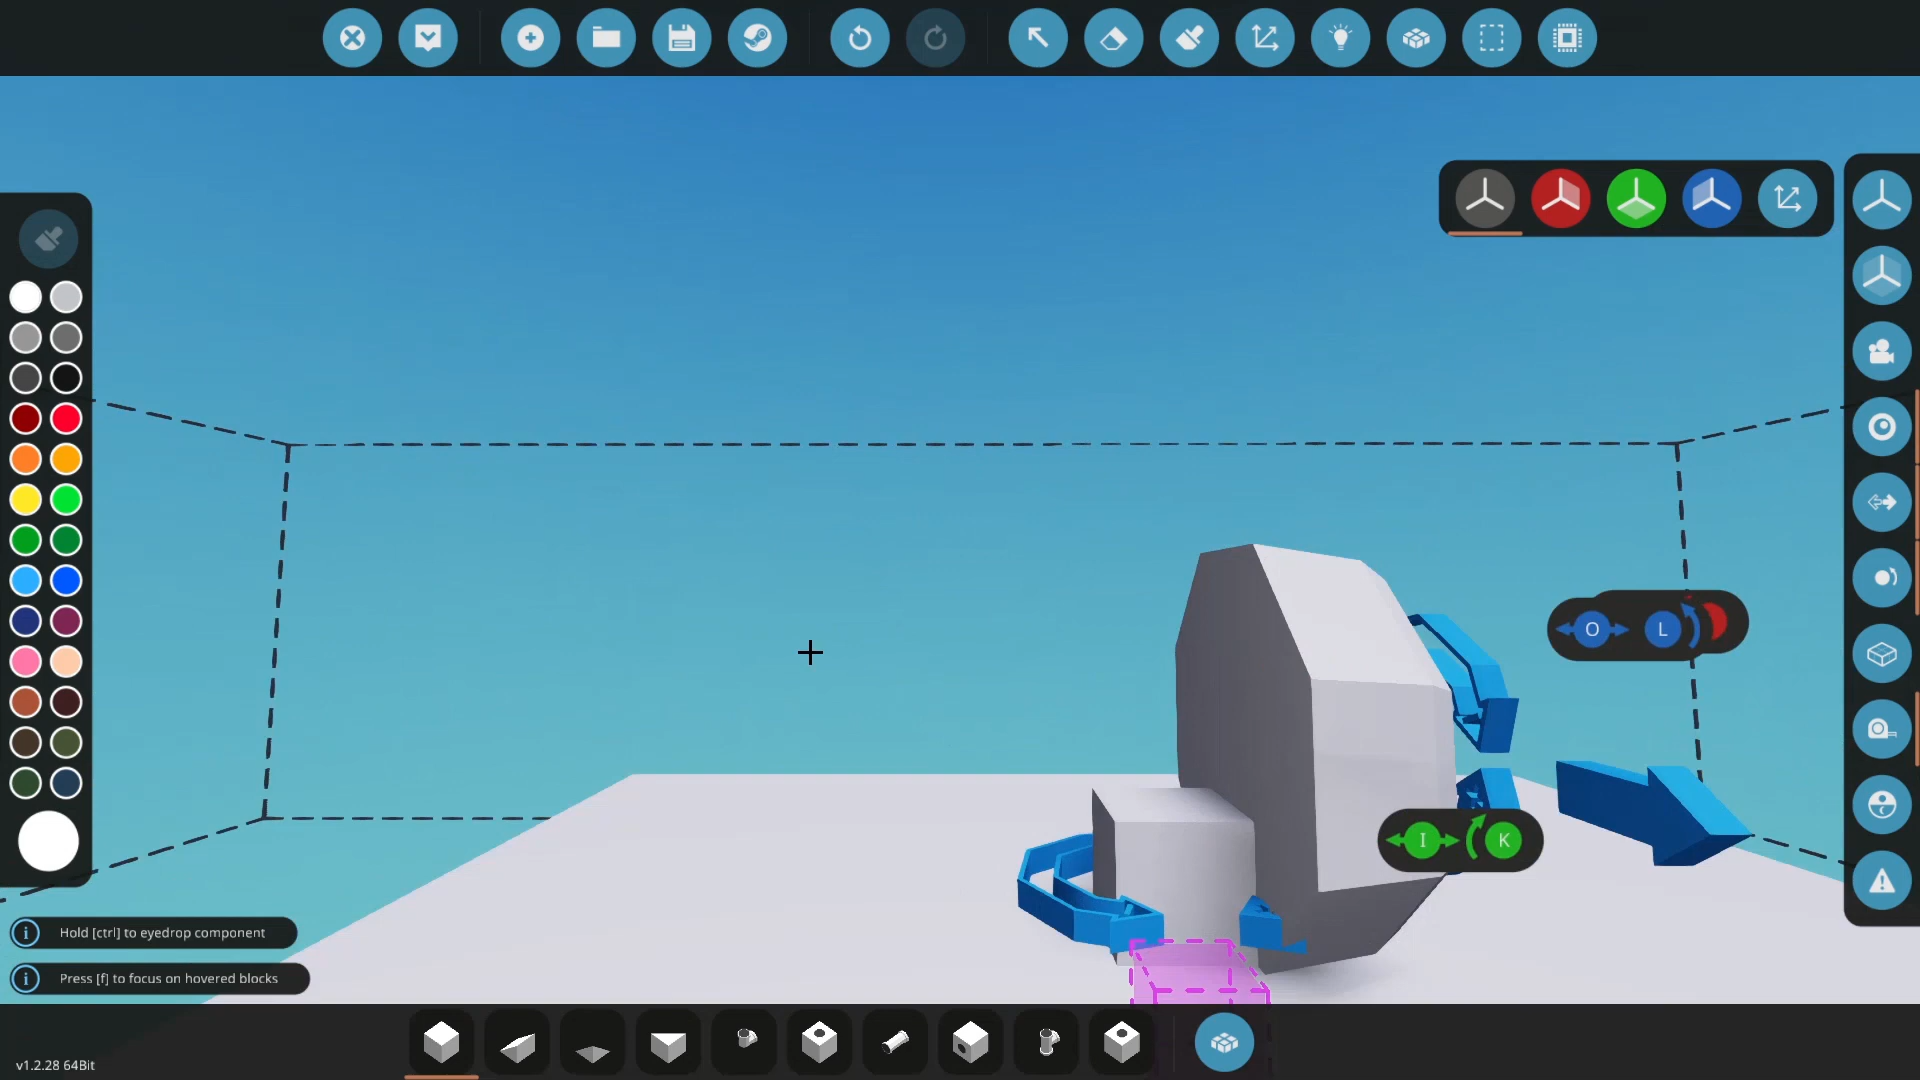 O L
I K
Hold [ctrl] to eyedrop component
Press [f] to focus on hovered blocks
v1.2.28 64Bit